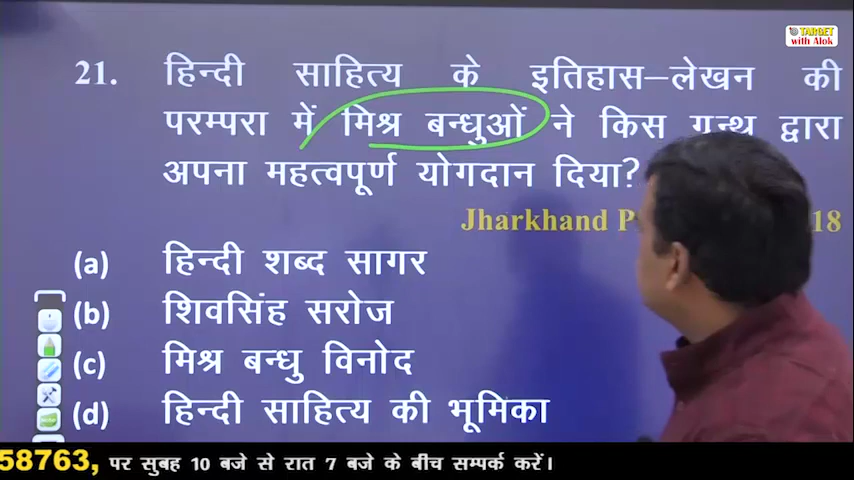 TARGET
with Alok
21. हिन्दी साहित्य के इतिहास–लेखन की
परम्परा में मिश्र बन्धुओं ने किस ग्रन्थ द्वारा
अपना महत्वपूर्ण योगदान दिया?
Jharkhand 18
(a) हिन्दी शब्द सागर
(b) शिवसिंह सरोज
(c) मिश्र बन्धु विनोद
(d) हिन्दी साहित्य की भूमिका
58763, पर सुबह 10 बजे से रात 7 बजे के बीच सम्पर्क करें।